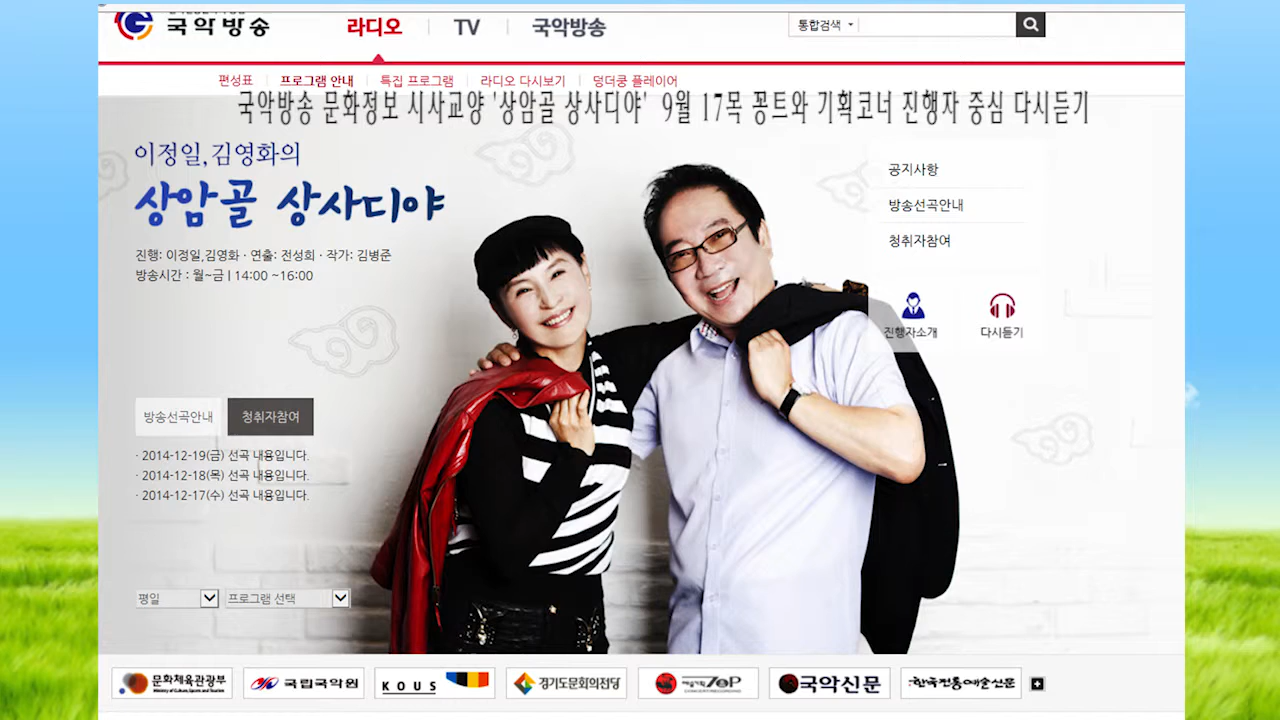 국악방송
라디오
TV
국악방송
통합검색
편성표
프로그램 안내
특집 프로그램
라디오 다시보기
덩더쿵 플레이어
국악방송 문화정보 시사교양 '상암골 상사디야' 9월 17목 꽁트와 기획코너 진행자 중심 다시듣기
이정일,김영화의
상암골 상사디야
진행: 이정일,김영화 · 연출: 전성희 · 작가: 김병준
방송시간 : 월~금 | 14:00 ~16:00
공지사항
방송선곡안내
청취자참여
진행자소개
다시듣기
방송선곡안내
청취자참여
· 2014-12-19(금) 선곡 내용입니다.
· 2014-12-18(목) 선곡 내용입니다.
· 2014-12-17(수) 선곡 내용입니다.
평일
프로그램 선택
문화체육관광부
Ministry of Culture, Sports and Tourism
국립국악원
KOUS
경기도문화의전당
예술기획 TOP
국악신문
한국전통예술신문